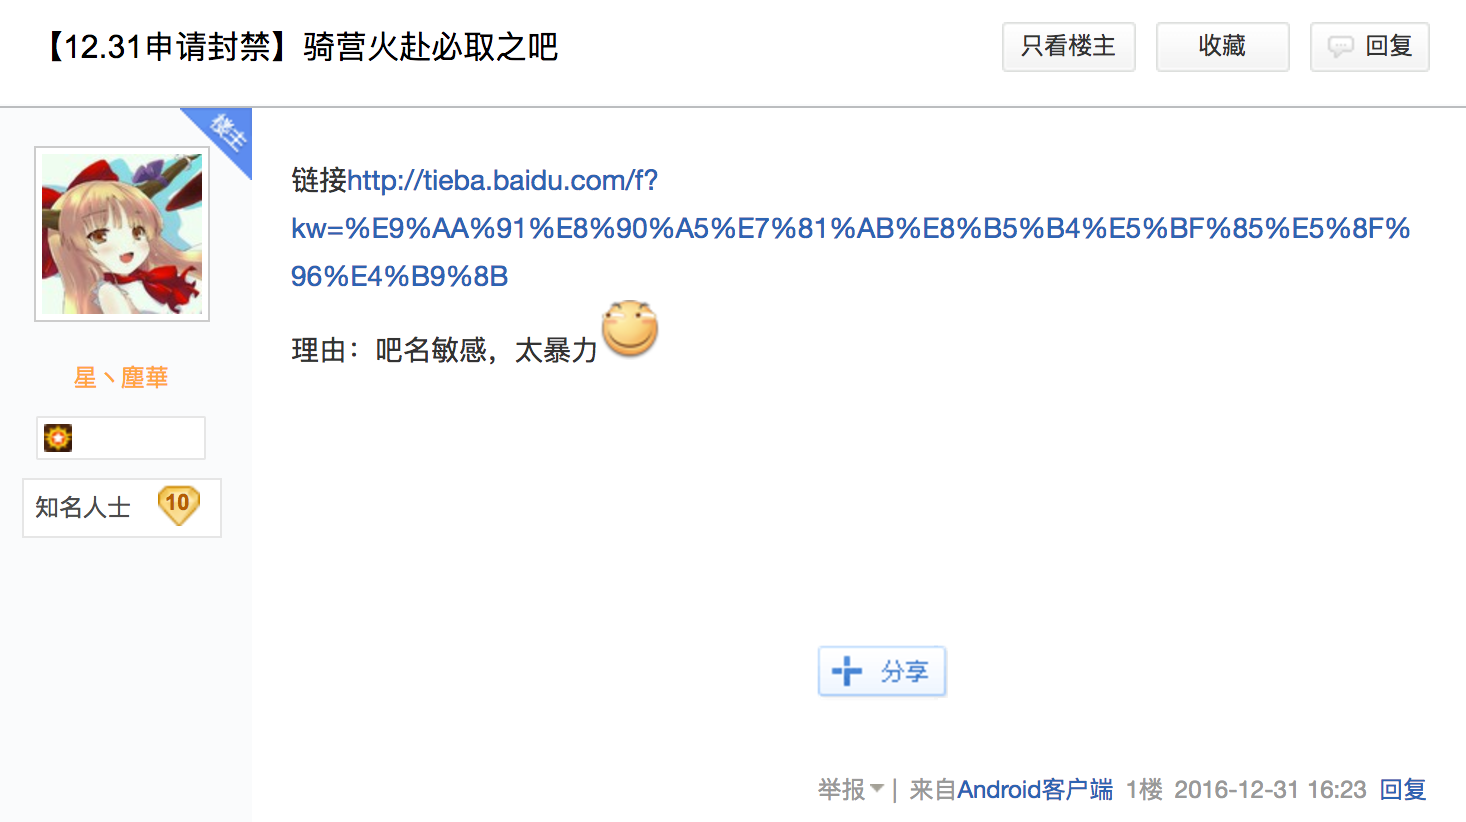 【12.31申请封禁】骑营火赴必取之吧
只看楼主
收藏
回复
楼主
链接http://tieba.baidu.com/f?
kw=%E9%AA%91%E8%90%A5%E7%81%AB%E8%B5%B4%E5%BF%85%E5%8F%
96%E4%B9%8B
理由：吧名敏感，太暴力
星丶塵華
知名人士 10
分享
举报 | 来自Android客户端 1楼 2016-12-31 16:23 回复